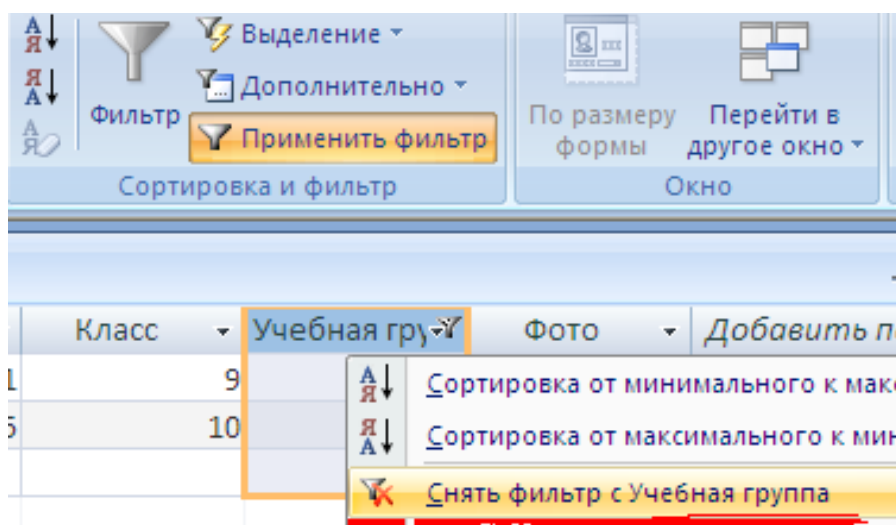 Выделение
Дополнительно
Фильтр
Применить фильтр
По размеру формы
Перейти в другое окно
Сортировка и фильтр
Окно
Класс Учебная гру Фото Добавить п
9
10
Сортировка от минимального к мак
Сортировка от максимального к мин
Снять фильтр с Учебная группа